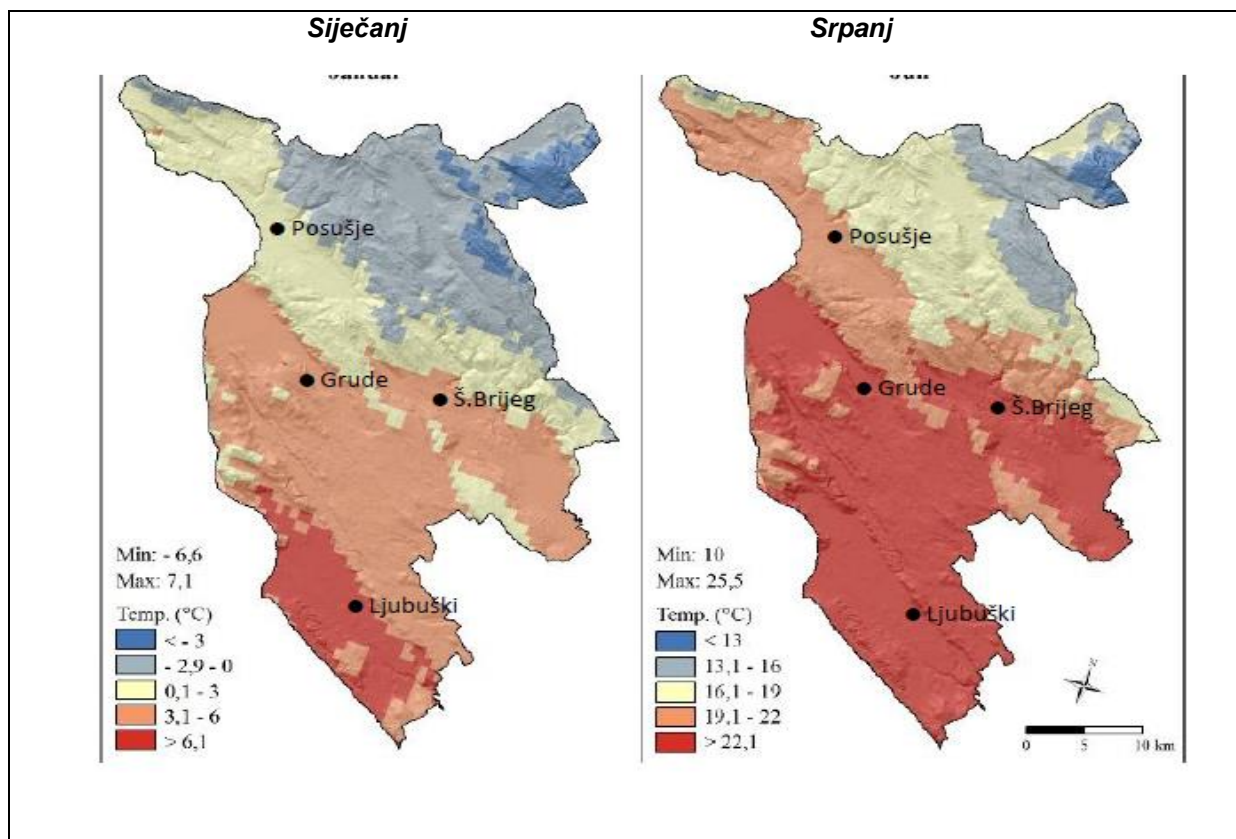 Siječanj
Srpanj
Posušje
Grude
Š.Brijeg
Ljubuški
Min: - 6,6
Max: 7,1
Temp. (°C)
< - 3
- 2,9 - 0
0,1 - 3
3,1 - 6
> 6,1
Posušje
Grude
Š.Brijeg
Ljubuški
Min: 10
Max: 25,5
Temp. (°C)
< 13
13,1 - 16
16,1 - 19
19,1 - 22
> 22,1
N
0 5 10 km